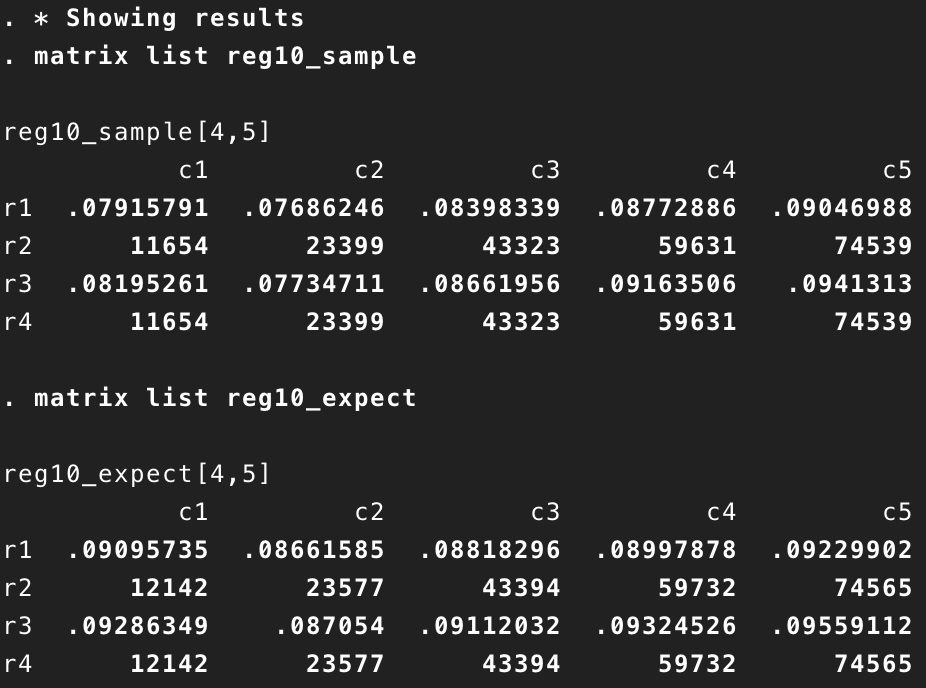 . * Showing results
. matrix list reg10_sample
reg10_sample[4,5]
c1 c2 c3 c4 c5
r1 .07915791 .07686246 .08398339 .08772886 .09046988
r2 11654 23399 43323 59631 74539
r3 .08195261 .07734711 .08661956 .09163506 .0941313
r4 11654 23399 43323 59631 74539
. matrix list reg10_expect
reg10_expect[4,5]
c1 c2 c3 c4 c5
r1 .09095735 .08661585 .08818296 .08997878 .09229902
r2 12142 23577 43394 59732 74565
r3 .09286349 .087054 .09112032 .09324526 .09559112
r4 12142 23577 43394 59732 74565